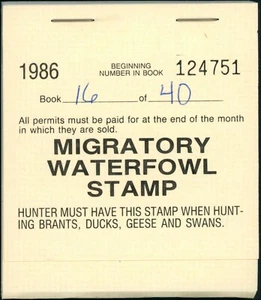 1986 BEGINNING NUMBER IN BOOK 124751
Book 16 of 40
All permits must be paid for at the end of the month
in which they are sold.
MIGRATORY
WATERFOWL
STAMP
HUNTER MUST HAVE THIS STAMP WHEN HUNT-
ING BRANTS, DUCKS, GEESE AND SWANS.